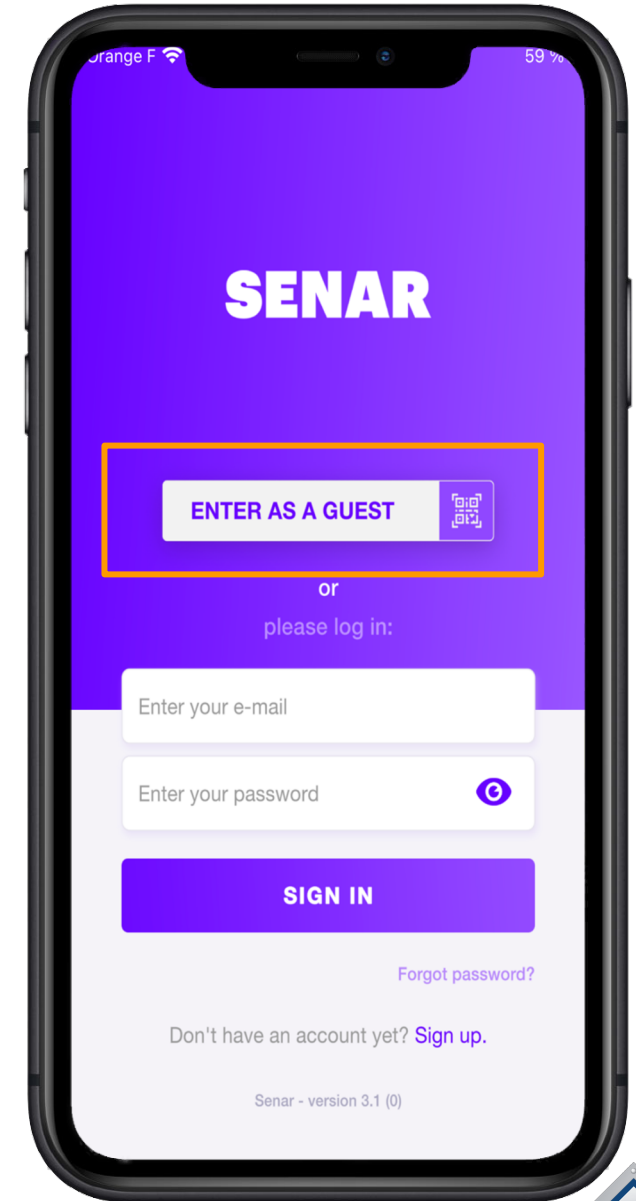 Orange F 59 %
SENAR
ENTER AS A GUEST
or
please log in:
Enter your e-mail
Enter your password
SIGN IN
Forgot password?
Don't have an account yet? Sign up.
Senar - version 3.1 (0)